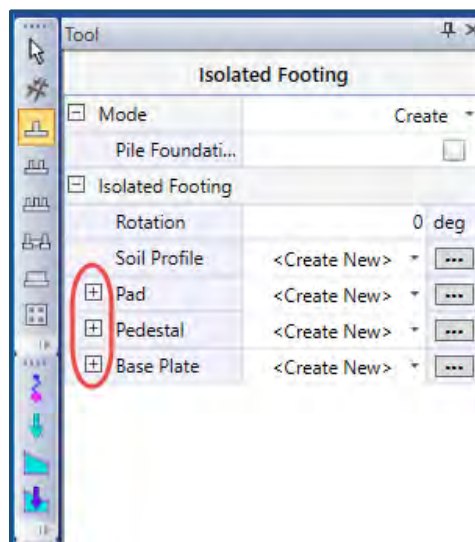 Tool
Isolated Footing
Mode Create
Pile Foundati...
Isolated Footing
Rotation 0 deg
Soil Profile <Create New> ...
Pad <Create New> ...
Pedestal <Create New> ...
Base Plate <Create New> ...